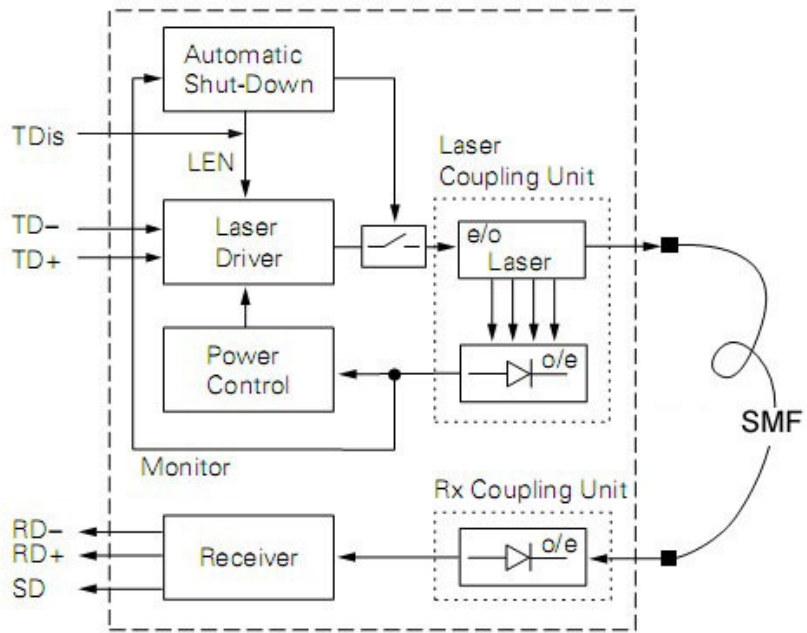 Automatic
Shut-Down
TDis
LEN
Laser
Coupling Unit
TD−
TD+
Laser
Driver
e/o
Laser
Power
Control
o/e
SMF
Monitor
Rx Coupling Unit
RD−
RD+
SD
Receiver
o/e